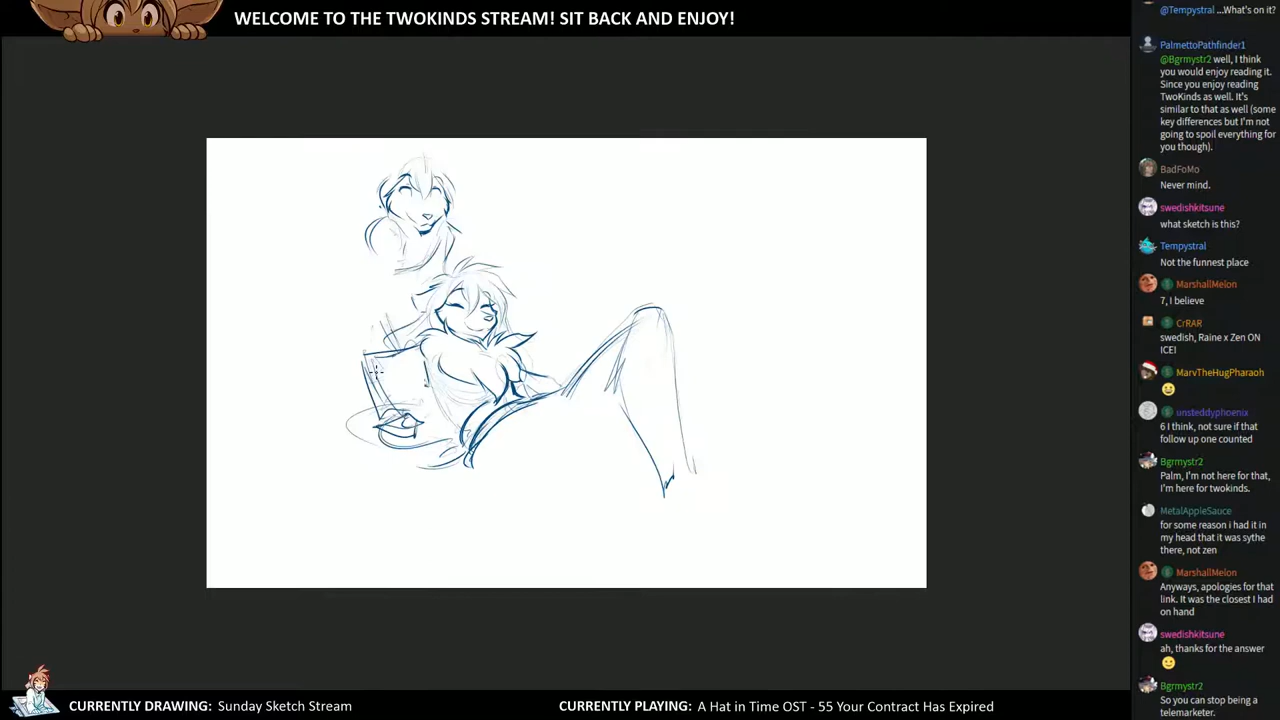 WELCOME TO THE TWOKINDS STREAM! SIT BACK AND ENJOY!
@Tempystral ...What's on it?
PalmettoPathfinder1
@Bgrmystr2 well, I think
you would enjoy reading it.
Since you enjoy reading
TwoKinds as well. It's
similar to that as well (some
key differences but I'm not
going to spoil everything for
you though).
BadFoMo
Never mind.
swedishkitsune
what sketch is this?
Tempystral
Not the funnest place
MarshallMelon
7, I believe
CrRAR
swedish, Raine x Zen ON
ICE!
MarvTheHugPharaoh
unsteddyphoenix
6 I think, not sure if that
follow up one counted
Bgrmystr2
Palm, I'm not here for that,
I'm here for twokinds.
MetalAppleSauce
for some reason i had it in
my head that it was sythe
there, not zen
MarshallMelon
Anyways, apologies for that
link. It was the closest I had
on hand
swedishkitsune
ah, thanks for the answer
Bgrmystr2
So you can stop being a
telemarketer.
CURRENTLY DRAWING: Sunday Sketch Stream
CURRENTLY PLAYING: A Hat in Time OST - 55 Your Contract Has Expired